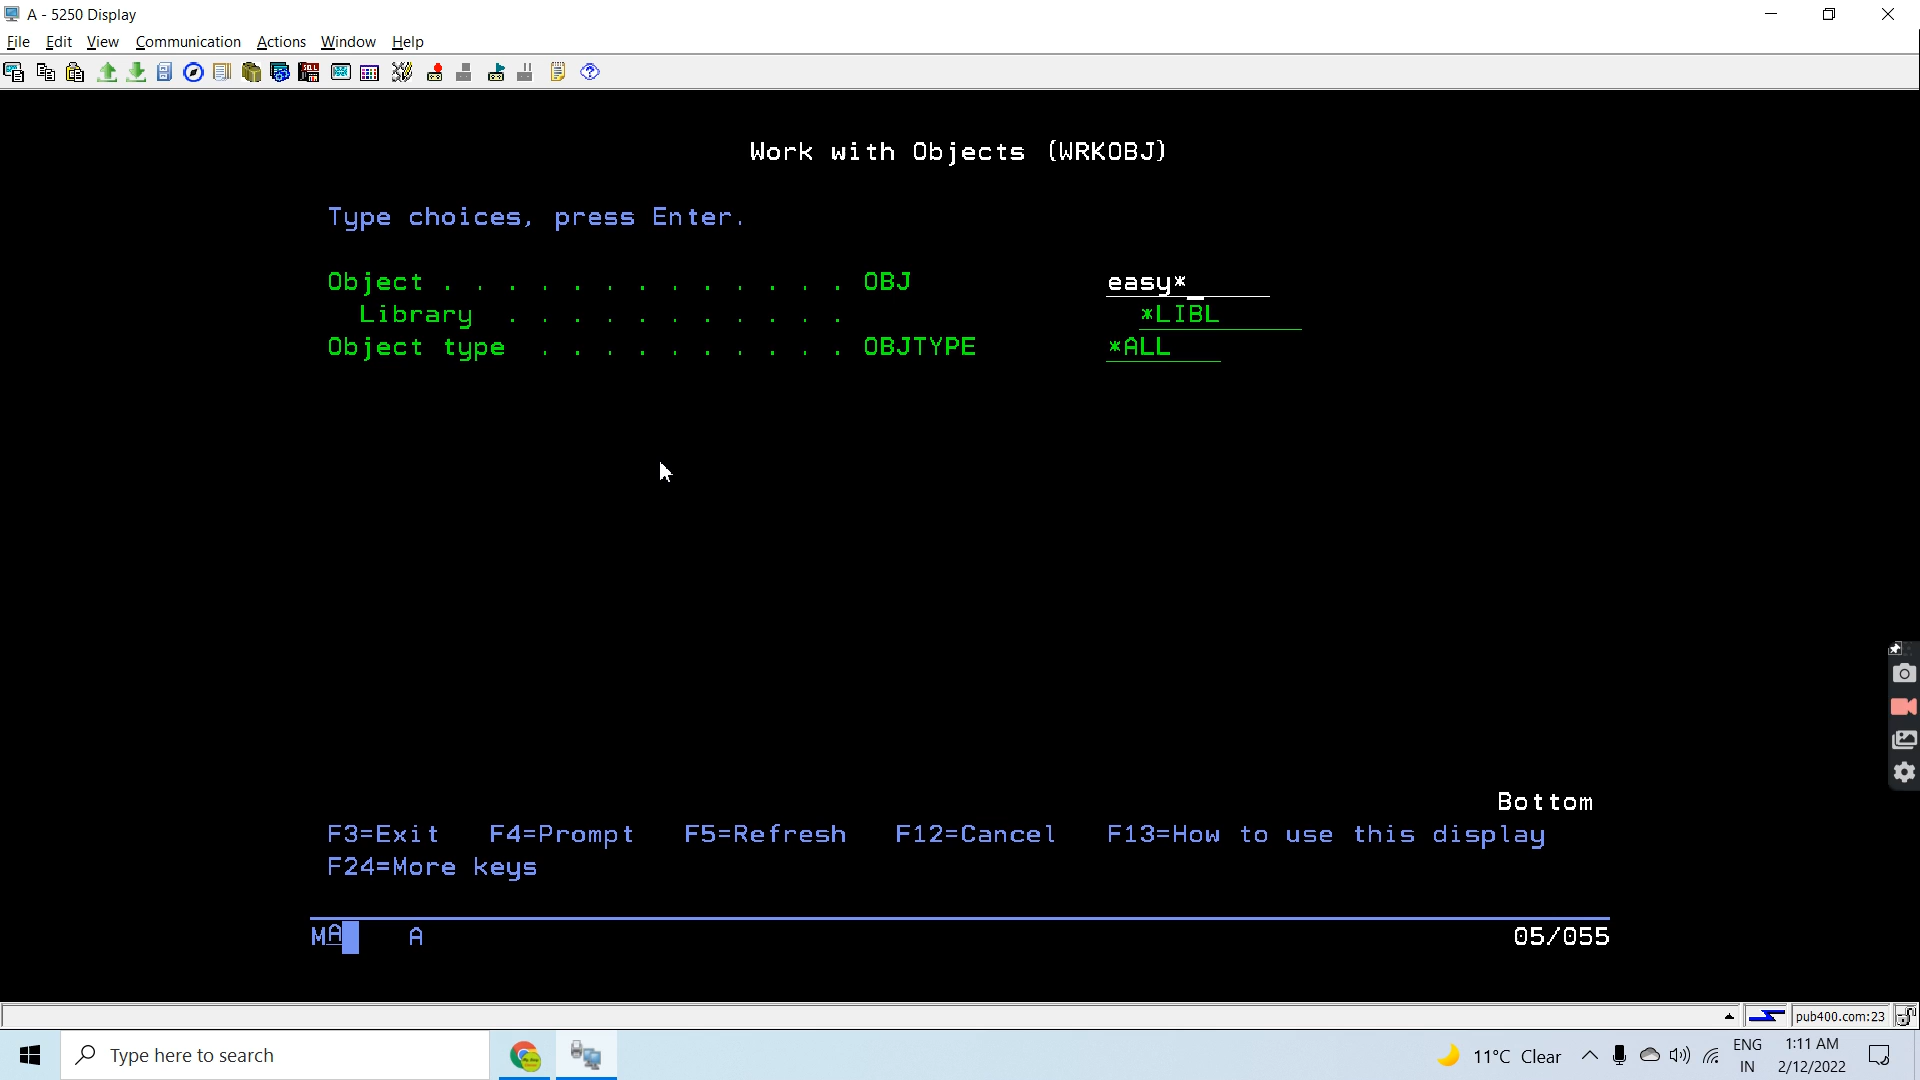 A - 5250 Display
File Edit View Communication Actions Window Help
Work with Objects (WRKOBJ)
Type choices, press Enter.
Object . . . . . . . . . . . . . OBJ easy*_
Library . . . . . . . . . . . *LIBL
Object type . . . . . . . . . . OBJTYPE *ALL
Bottom
F3=Exit F4=Prompt F5=Refresh F12=Cancel F13=How to use this display
F24=More keys
MA A 05/055
pub400.com:23
Type here to search
11°C Clear
ENG
IN
1:11 AM
2/12/2022